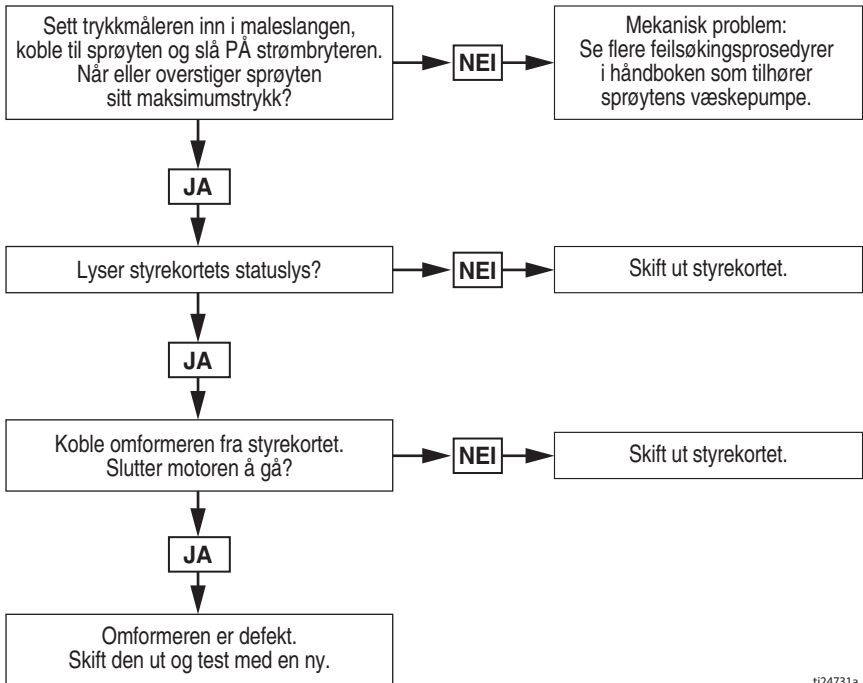 Sett trykkmåleren inn i maleslangen,
koble til sprøyten og slå PÅ strømbryteren.
Når eller overstiger sprøyten
sitt maksimumstrykk?
NEI
Mekanisk problem:
Se flere feilsøkingsprosedyrer
i håndboken som tilhører
sprøytens væskepumpe.
JA
Lyser styrekortets statuslys?
NEI
Skift ut styrekortet.
JA
Koble omformeren fra styrekortet.
Slutter motoren å gå?
NEI
Skift ut styrekortet.
JA
Omformeren er defekt.
Skift den ut og test med en ny.
ti24731a